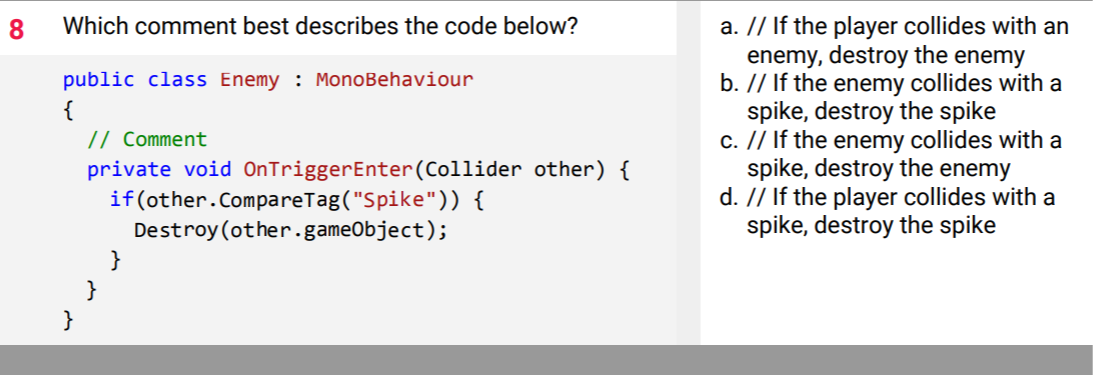 8 Which comment best describes the code below?
public class Enemy : MonoBehaviour
{
// Comment
private void OnTriggerEnter(Collider other) {
if(other.CompareTag("Spike")) {
Destroy(other.gameObject);
}
}
}
a. // If the player collides with an
enemy, destroy the enemy
b. // If the enemy collides with a
spike, destroy the spike
c. // If the enemy collides with a
spike, destroy the enemy
d. // If the player collides with a
spike, destroy the spike